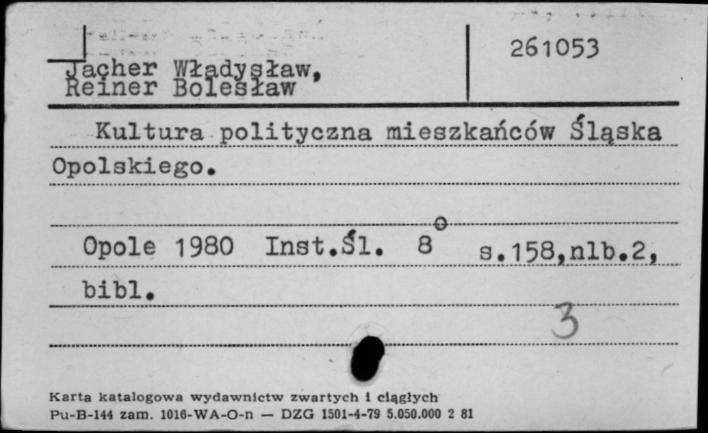 261053
Jacher Władysław,
Reiner Bolesław
Kultura polityczna mieszkańców Śląska
Opolskiego.
Opole 1980 Inst.Śl. 8° s.158,nlb.2,
bibl.
3
Karta katalogowa wydawnictw zwartych i ciągłych
Pu-B-144 zam. 1016-WA-O-n — DZG 1501-4-79 5.050.000 2 81